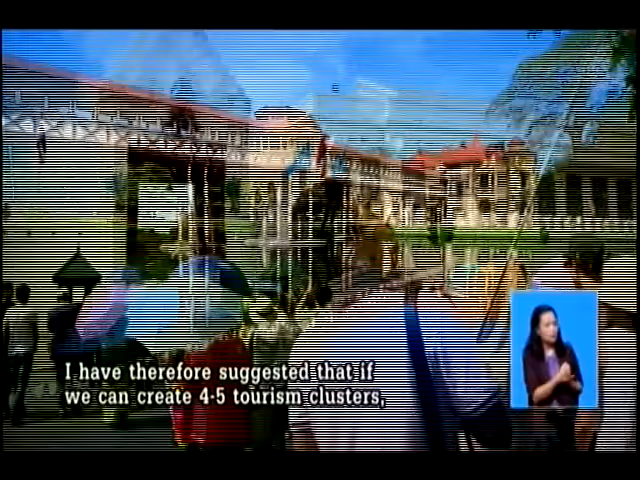 I have therefore suggested that if
we can create 4-5 tourism clusters,